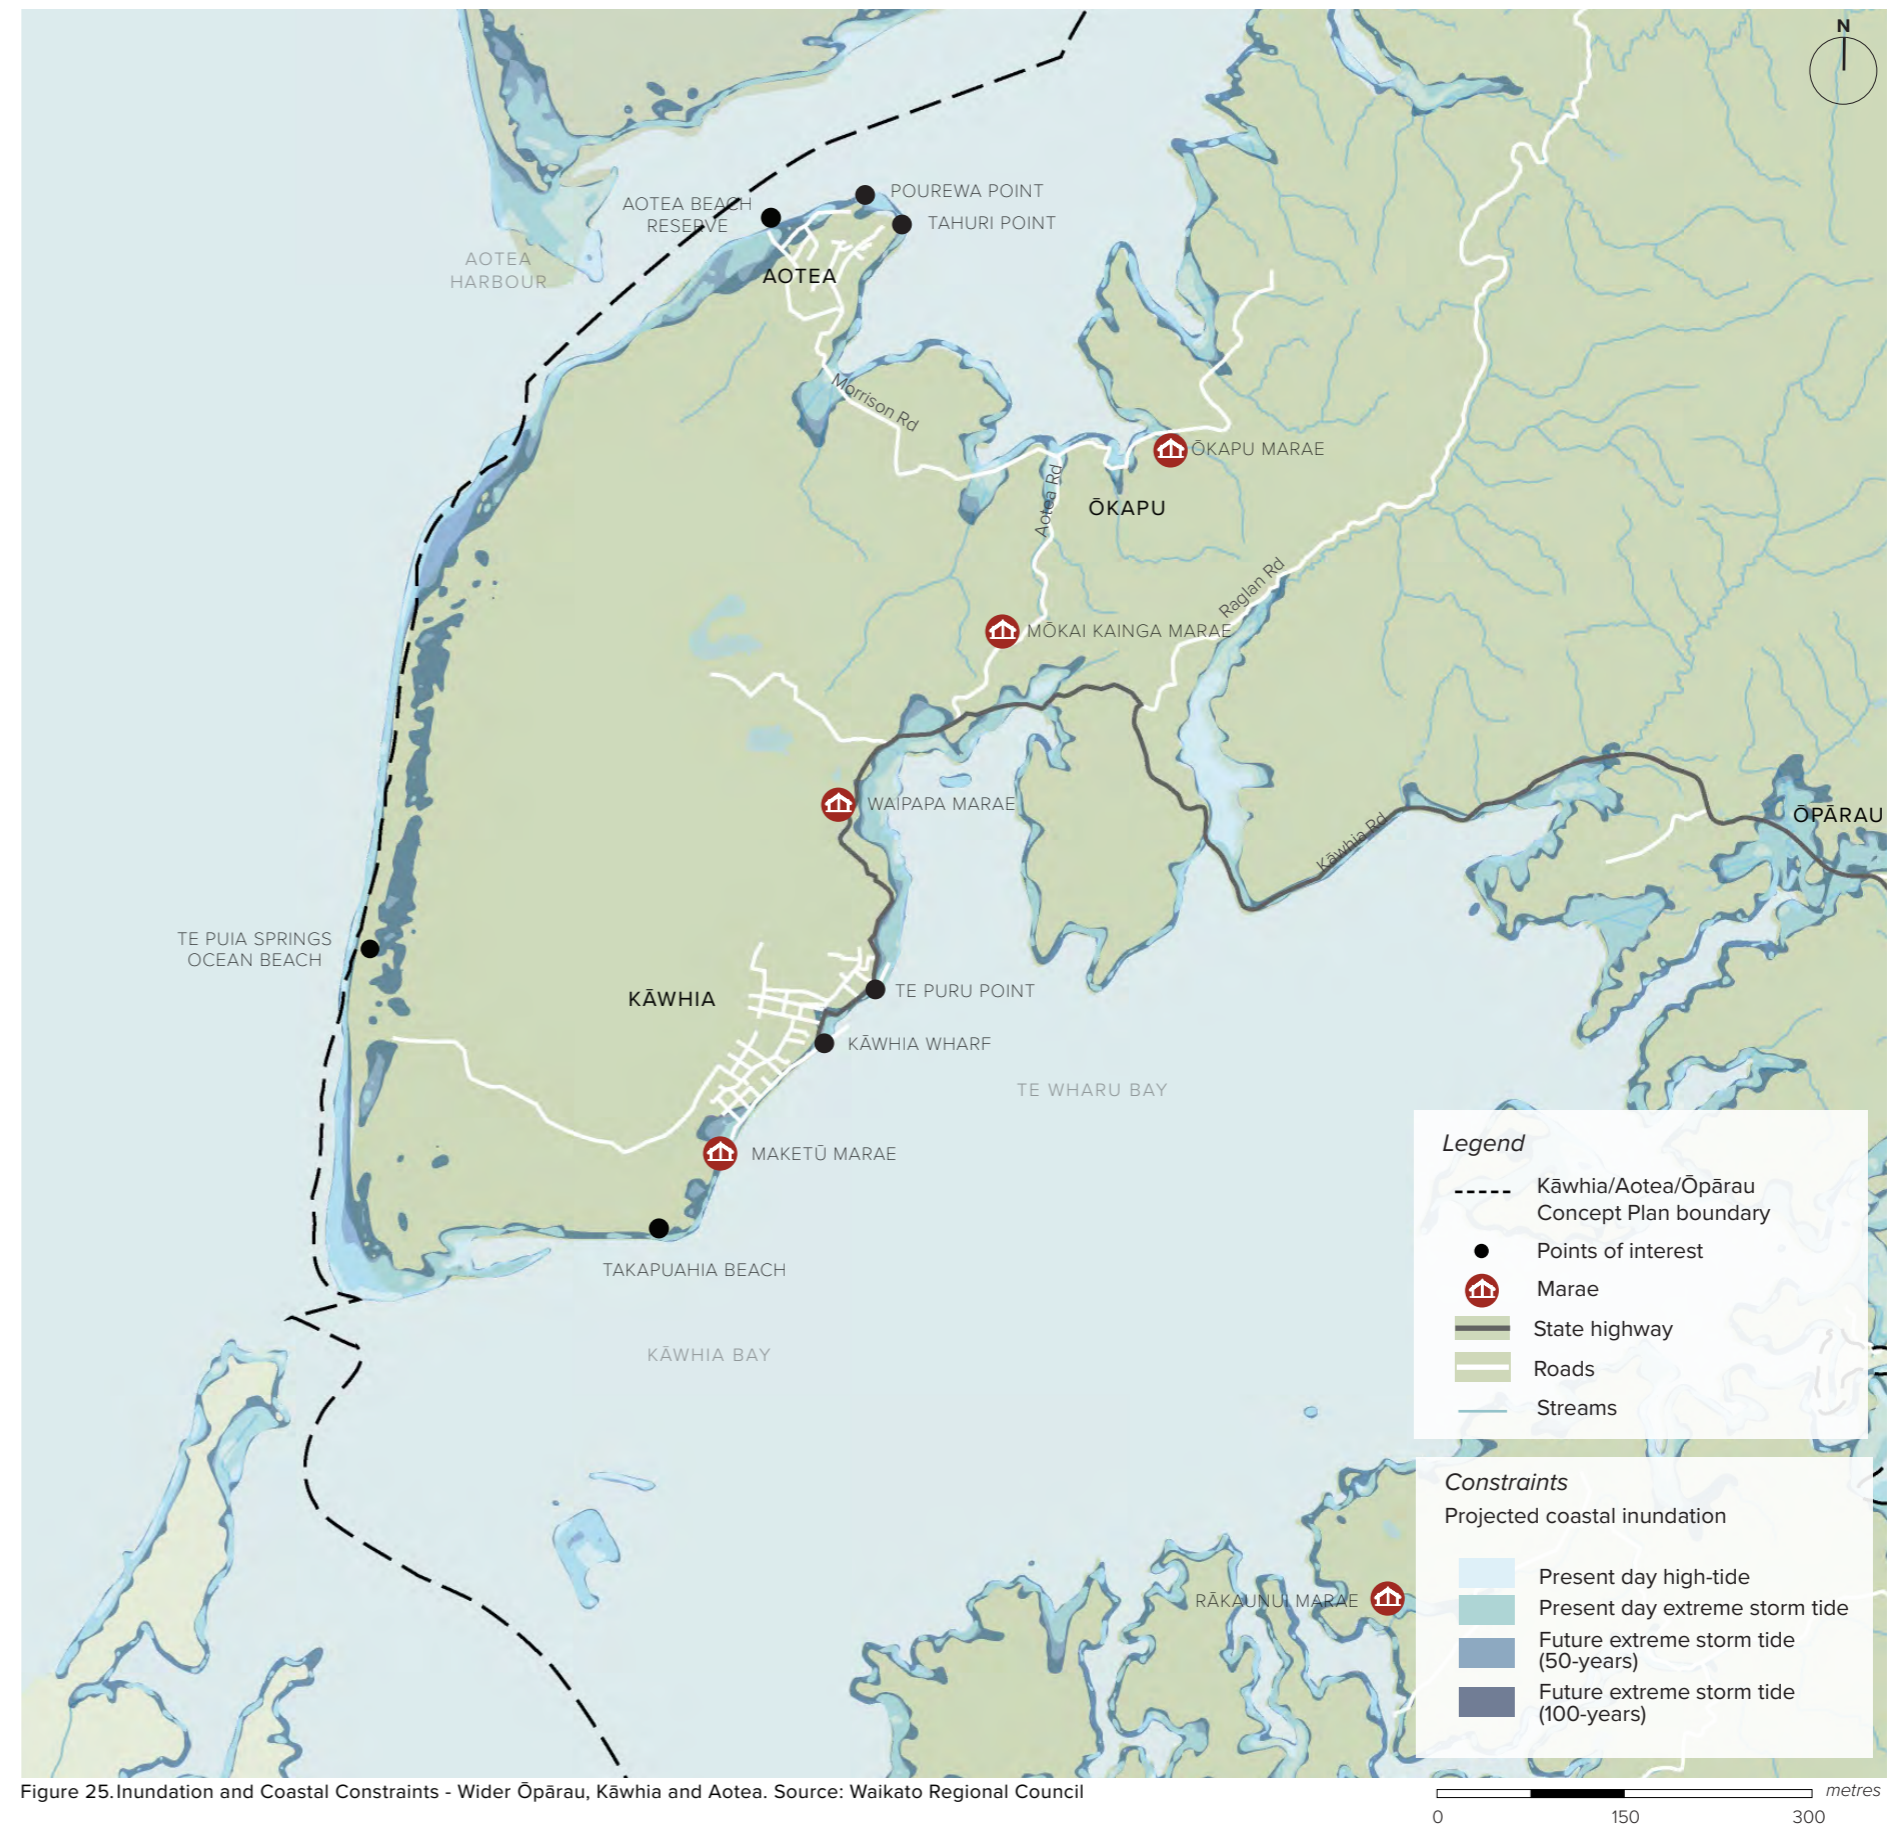 N
POUREWA POINT
AOTEA BEACH
RESERVE
TAHURI POINT
AOTEA
HARBOUR
AOTEA
Morrison Rd
ŌKAPU MARAE
Aotea Rd
ŌKAPU
Raglan Rd
MŌKAI KAINGA MARAE
WAIPAPA MARAE
ŌPĀRAU
Kāwhia Rd
TE PUIA SPRINGS
OCEAN BEACH
KĀWHIA
TE PURU POINT
KĀWHIA WHARF
TE WHARU BAY
MAKETŪ MARAE
TAKAPUAHIA BEACH
KĀWHIA BAY
RĀKAUNUI MARAE
Legend
Kāwhia/Aotea/Ōpārau
Concept Plan boundary
Points of interest
Marae
State highway
Roads
Streams
Constraints
Projected coastal inundation
Present day high-tide
Present day extreme storm tide
Future extreme storm tide
(50-years)
Future extreme storm tide
(100-years)
Figure 25. Inundation and Coastal Constraints - Wider Ōpārau, Kāwhia and Aotea. Source: Waikato Regional Council
metres
0 150 300